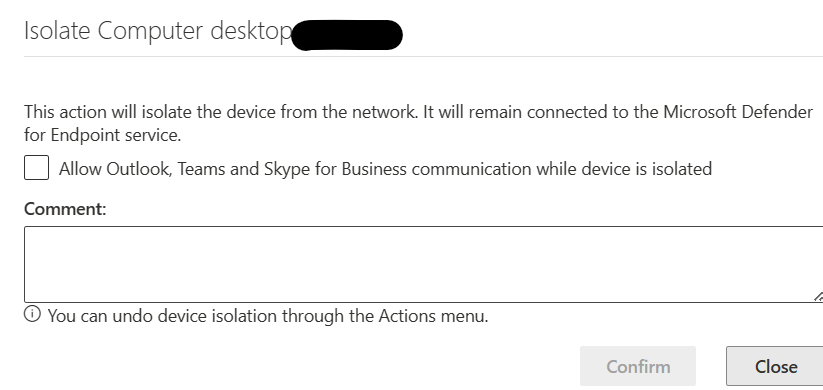 Isolate Computer desktop
This action will isolate the device from the network. It will remain connected to the Microsoft Defender
for Endpoint service.
Allow Outlook, Teams and Skype for Business communication while device is isolated
Comment:
You can undo device isolation through the Actions menu.
Confirm
Close